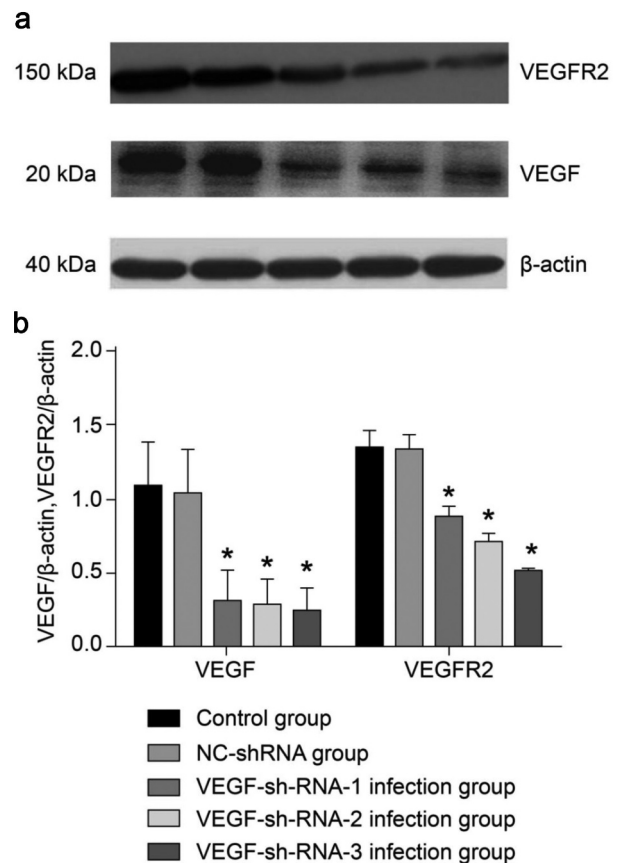 a
150 kDa VEGFR2
20 kDa VEGF
40 kDa β-actin
b
VEGF/β-actin,VEGFR2/β-actin
2.0
1.5
1.0
0.5
0.0
* * *
* * *
VEGF VEGFR2
Control group
NC-shRNA group
VEGF-sh-RNA-1 infection group
VEGF-sh-RNA-2 infection group
VEGF-sh-RNA-3 infection group